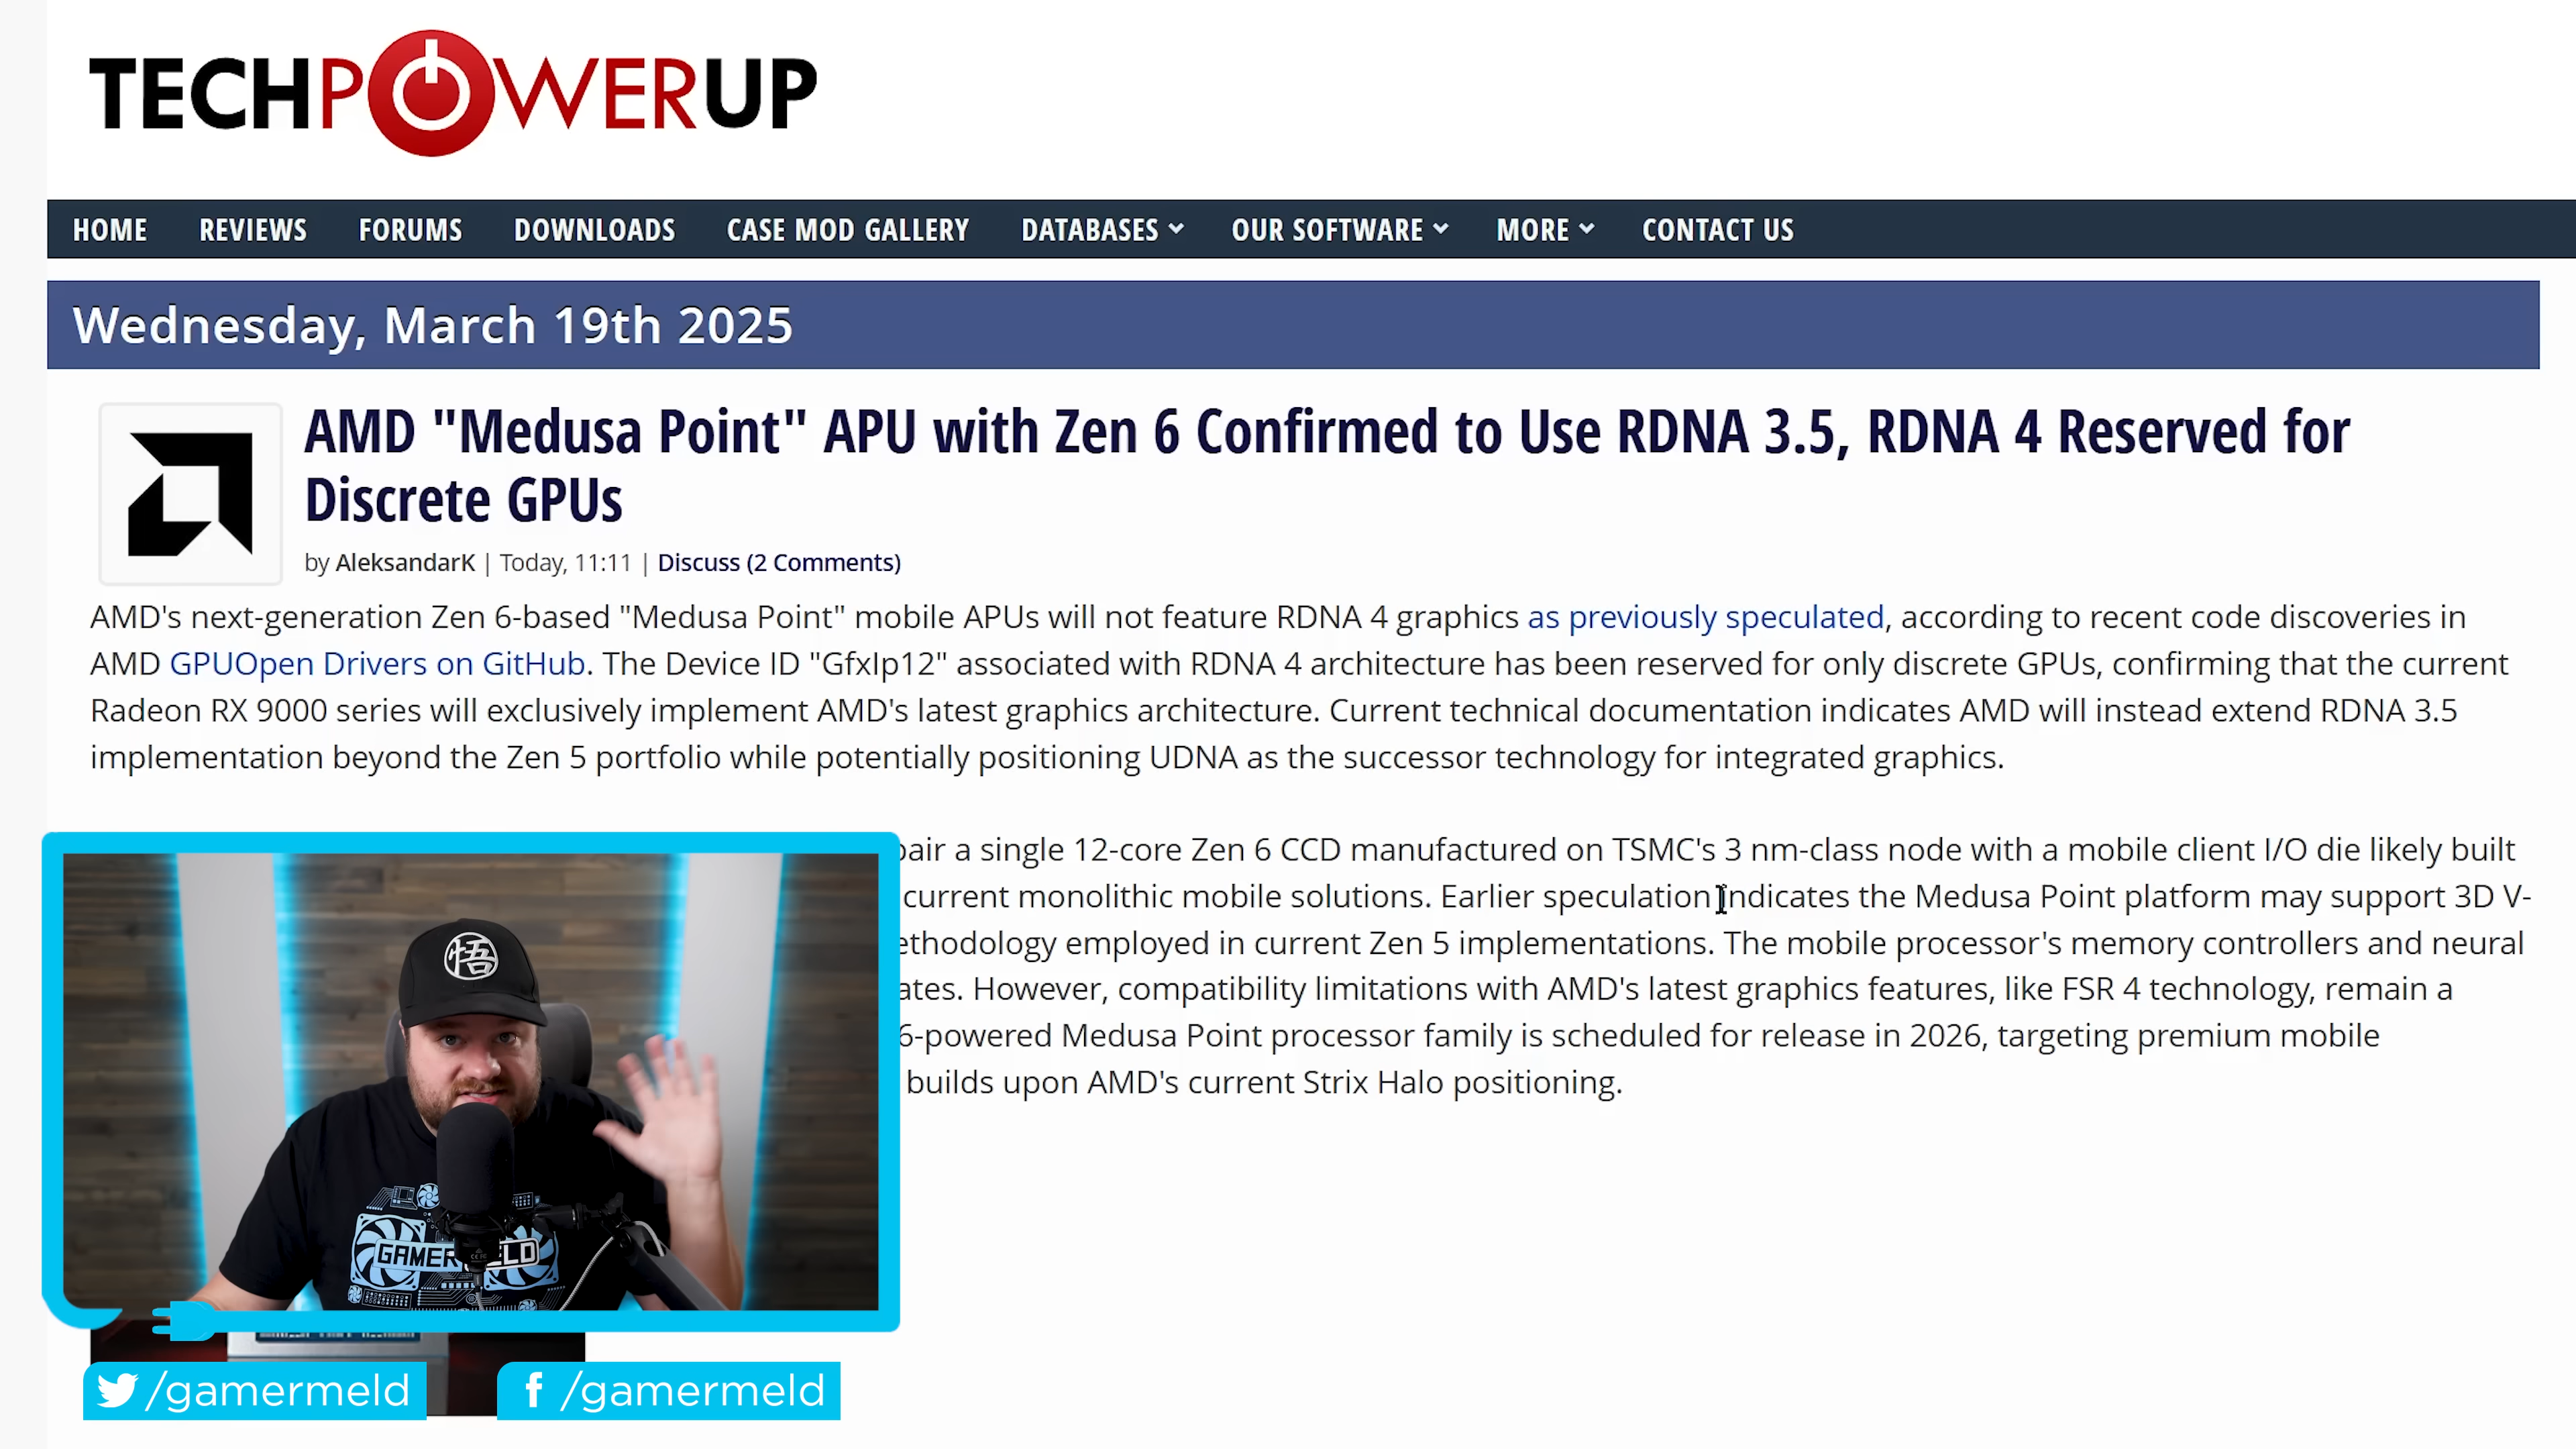 TECHPOWERUP
HOME REVIEWS FORUMS DOWNLOADS CASE MOD GALLERY DATABASES OUR SOFTWARE MORE CONTACT US
Wednesday, March 19th 2025
AMD "Medusa Point" APU with Zen 6 Confirmed to Use RDNA 3.5, RDNA 4 Reserved for
Discrete GPUs
by AleksandarK | Today, 11:11 | Discuss (2 Comments)
AMD's next-generation Zen 6-based "Medusa Point" mobile APUs will not feature RDNA 4 graphics as previously speculated, according to recent code discoveries in
AMD GPUOpen Drivers on GitHub. The Device ID "GfxIp12" associated with RDNA 4 architecture has been reserved for only discrete GPUs, confirming that the current
Radeon RX 9000 series will exclusively implement AMD's latest graphics architecture. Current technical documentation indicates AMD will instead extend RDNA 3.5
implementation beyond the Zen 5 portfolio while potentially positioning UDNA as the successor technology for integrated graphics.
pair a single 12-core Zen 6 CCD manufactured on TSMC's 3 nm-class node with a mobile client I/O die likely built
current monolithic mobile solutions. Earlier speculation indicates the Medusa Point platform may support 3D V-
ethodology employed in current Zen 5 implementations. The mobile processor's memory controllers and neural
ates. However, compatibility limitations with AMD's latest graphics features, like FSR 4 technology, remain a
6-powered Medusa Point processor family is scheduled for release in 2026, targeting premium mobile
builds upon AMD's current Strix Halo positioning.
悟
GAMER ELD
/gamermeld
f /gamermeld